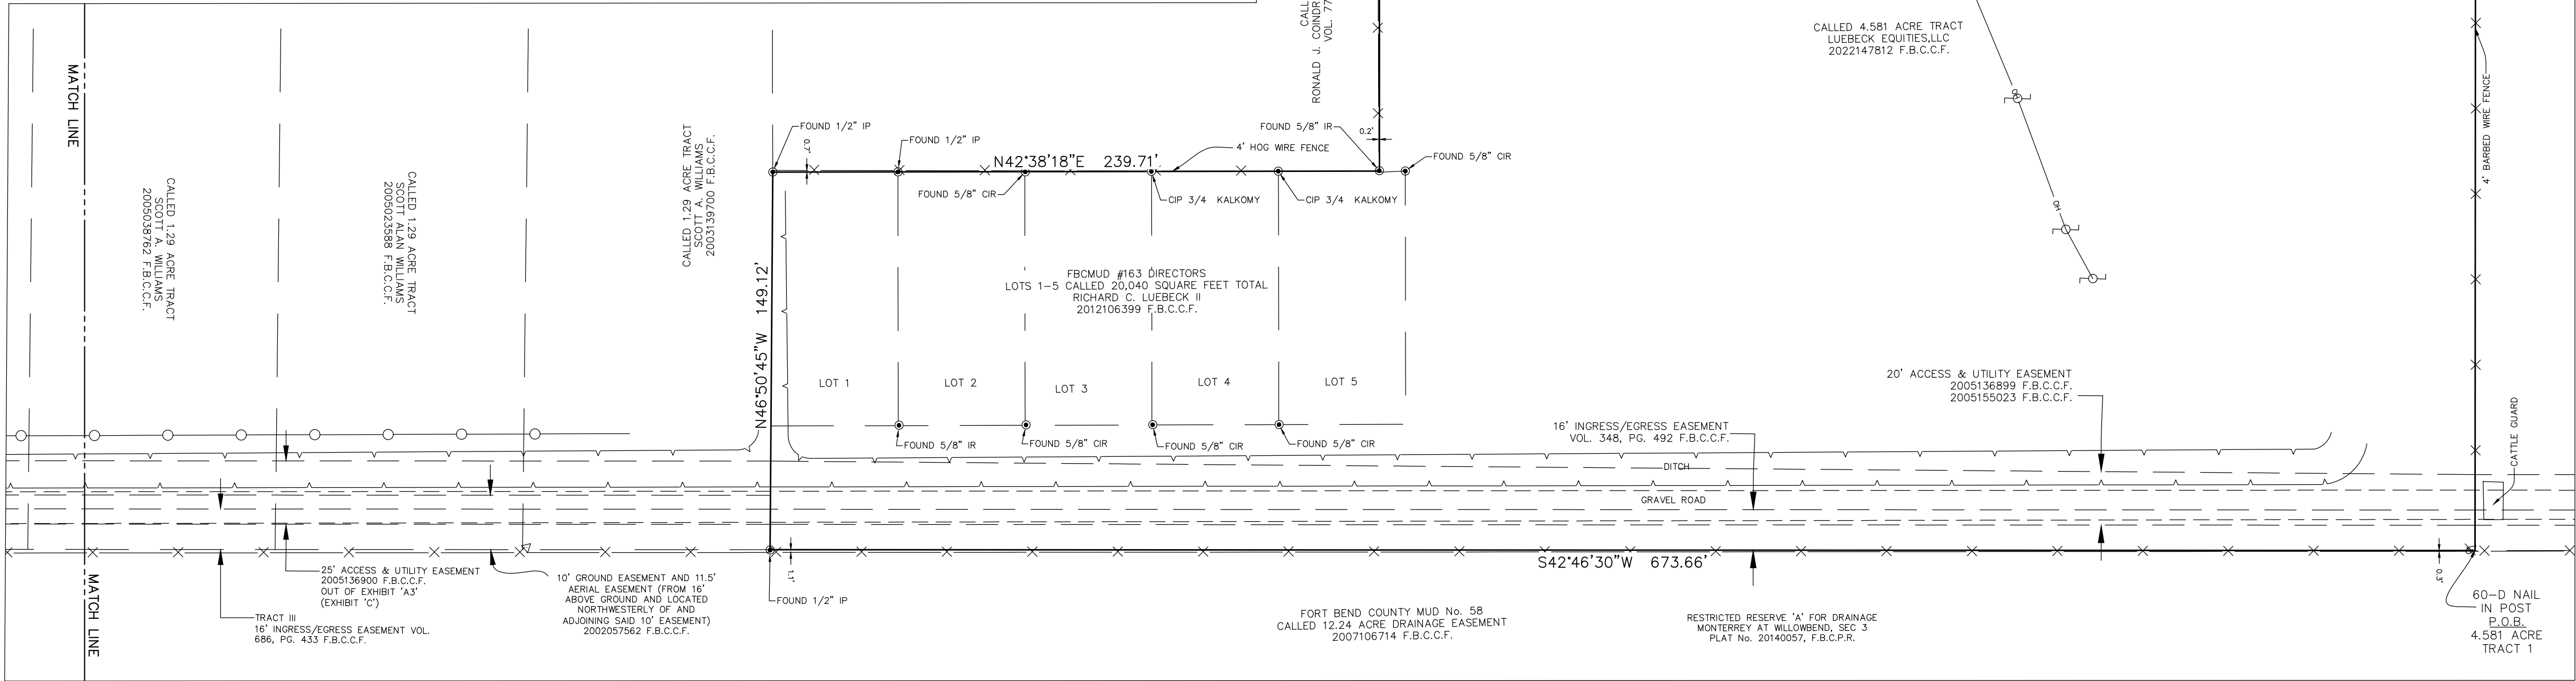 MATCH LINE
CALLED 1.29 ACRE TRACT
SCOTT A. WILLIAMS
2005038762 F.B.C.C.F.
CALLED 1.29 ACRE TRACT
SCOTT ALAN WILLIAMS
2005023588 F.B.C.C.F.
CALLED 1.29 ACRE TRACT
SCOTT A. WILLIAMS
2003139700 F.B.C.C.F.
FOUND 1/2" IP
0.7'
FOUND 1/2" IP
N42°38'18"E 239.71'
FOUND 5/8" CIR
4' HOG WIRE FENCE
CIP 3/4 KALKOMY
CIP 3/4 KALKOMY
CALL
RONALD J. COINDR
VOL. 77
FOUND 5/8" IR
0.2'
FOUND 5/8" CIR
CALLED 4.581 ACRE TRACT
LUEBECK EQUITIES,LLC
2022147812 F.B.C.C.F.
OH
OH
4' BARBED WIRE FENCE
N46°50'45"W 149.12'
FBCMUD #163 DIRECTORS
LOTS 1-5 CALLED 20,040 SQUARE FEET TOTAL
RICHARD C. LUEBECK II
2012106399 F.B.C.C.F.
LOT 1
LOT 2
LOT 3
LOT 4
LOT 5
FOUND 5/8" IR
FOUND 5/8" CIR
FOUND 5/8" CIR
FOUND 5/8" CIR
16' INGRESS/EGRESS EASEMENT
VOL. 348, PG. 492 F.B.C.C.F.
20' ACCESS & UTILITY EASEMENT
2005136899 F.B.C.C.F.
2005155023 F.B.C.C.F.
DITCH
GRAVEL ROAD
CATTLE GUARD
MATCH LINE
25' ACCESS & UTILITY EASEMENT
2005136900 F.B.C.C.F.
OUT OF EXHIBIT 'A3'
(EXHIBIT 'C')
TRACT III
16' INGRESS/EGRESS EASEMENT VOL.
686, PG. 433 F.B.C.C.F.
10' GROUND EASEMENT AND 11.5'
AERIAL EASEMENT (FROM 16'
ABOVE GROUND AND LOCATED
NORTHWESTERLY OF AND
ADJOINING SAID 10' EASEMENT)
2002057562 F.B.C.C.F.
1.1'
FOUND 1/2" IP
S42°46'30"W 673.66'
0.3'
FORT BEND COUNTY MUD No. 58
CALLED 12.24 ACRE DRAINAGE EASEMENT
2007106714 F.B.C.C.F.
RESTRICTED RESERVE 'A' FOR DRAINAGE
MONTERREY AT WILLOWBEND, SEC 3
PLAT No. 20140057, F.B.C.P.R.
60-D NAIL
IN POST
P.O.B.
4.581 ACRE
TRACT 1